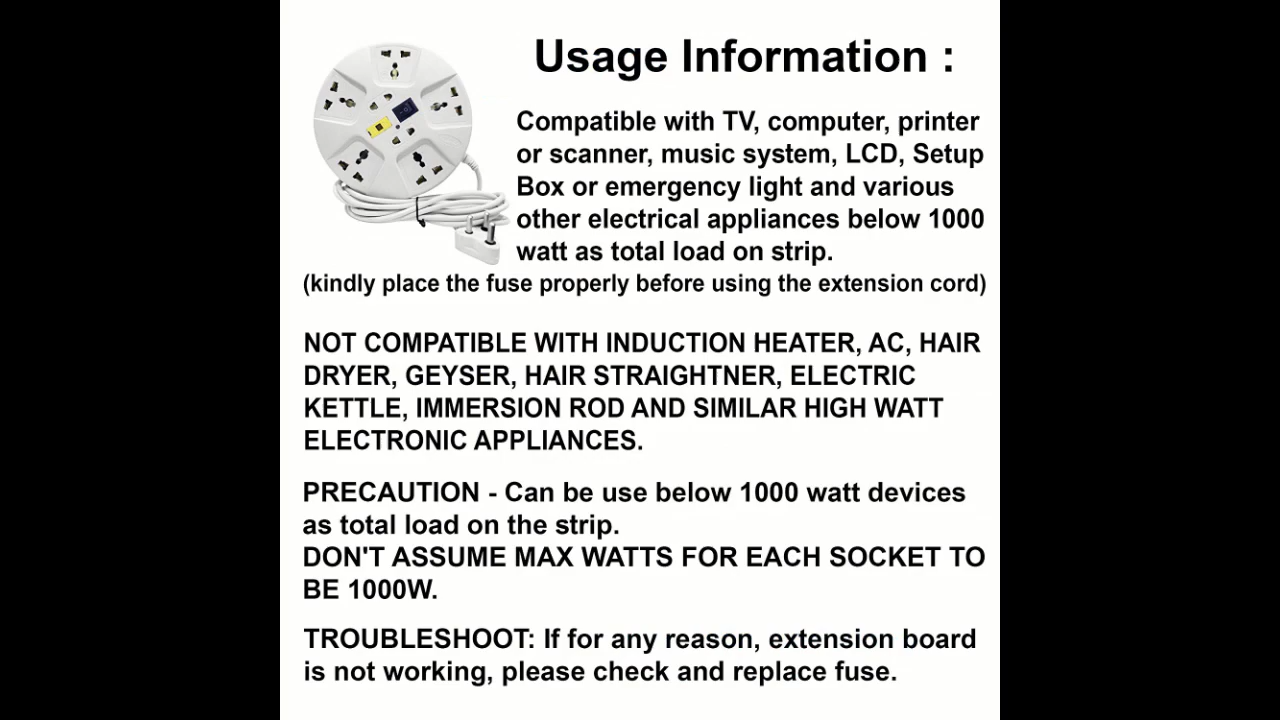 Usage Information :
Compatible with TV, computer, printer
or scanner, music system, LCD, Setup
Box or emergency light and various
other electrical appliances below 1000
watt as total load on strip.
(kindly place the fuse properly before using the extension cord)
NOT COMPATIBLE WITH INDUCTION HEATER, AC, HAIR
DRYER, GEYSER, HAIR STRAIGHTNER, ELECTRIC
KETTLE, IMMERSION ROD AND SIMILAR HIGH WATT
ELECTRONIC APPLIANCES.
PRECAUTION - Can be use below 1000 watt devices
as total load on the strip.
DON'T ASSUME MAX WATTS FOR EACH SOCKET TO
BE 1000W.
TROUBLESHOOT: If for any reason, extension board
is not working, please check and replace fuse.